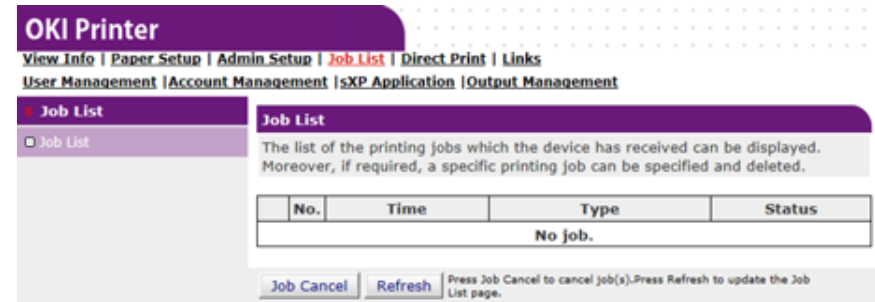 OKI Printer
View Info | Paper Setup | Admin Setup | Job List | Direct Print | Links
User Management |Account Management |sXP Application |Output Management
Job List
Job List
Job List
The list of the printing jobs which the device has received can be displayed.
Moreover, if required, a specific printing job can be specified and deleted.
No. Time Type Status
No job.
Job Cancel Refresh Press Job Cancel to cancel job(s).Press Refresh to update the Job
List page.